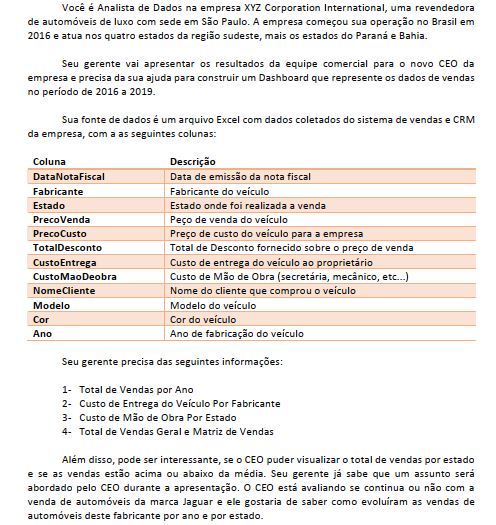 Você é Analista de Dados na empresa XYZ Corporation International, uma revendedora
de automóveis de luxo com sede em São Paulo. A empresa começou sua operação no Brasil em
2016 e atua nos quatro estados da região sudeste, mais os estados do Paraná e Bahia.
Seu gerente vai apresentar os resultados da equipe comercial para o novo CEO da
empresa e precisa da sua ajuda para construir um Dashboard que represente os dados de vendas
no período de 2016 a 2019.
Sua fonte de dados é um arquivo Excel com dados coletados do sistema de vendas e CRM
da empresa, com a as seguintes colunas:
Coluna Descrição
DataNotaFiscal Data de emissão da nota fiscal
Fabricante Fabricante do veículo
Estado Estado onde foi realizada a venda
PrecoVenda Peço de venda do veículo
PrecoCusto Preço de custo do veículo para a empresa
TotalDesconto Total de Desconto fornecido sobre o preço de venda
CustoEntrega Custo de entrega do veículo ao proprietário
CustoMaoDeobra Custo de Mão de Obra (secretária, mecânico, etc...)
NomeCliente Nome do cliente que comprou o veículo
Modelo Modelo do veículo
Cor Cor do veículo
Ano Ano de fabricação do veículo
Seu gerente precisa das seguintes informações:
1- Total de Vendas por Ano
2- Custo de Entrega do Veículo Por Fabricante
3- Custo de Mão de Obra Por Estado
4- Total de Vendas Geral e Matriz de Vendas
Além disso, pode ser interessante, se o CEO puder visualizar o total de vendas por estado
e se as vendas estão acima ou abaixo da média. Seu gerente já sabe que um assunto será
abordado pelo CEO durante a apresentação. O CEO está avaliando se continua ou não com a
venda de automóveis da marca Jaguar e ele gostaria de saber como evoluíram as vendas de
automóveis deste fabricante por ano e por estado.